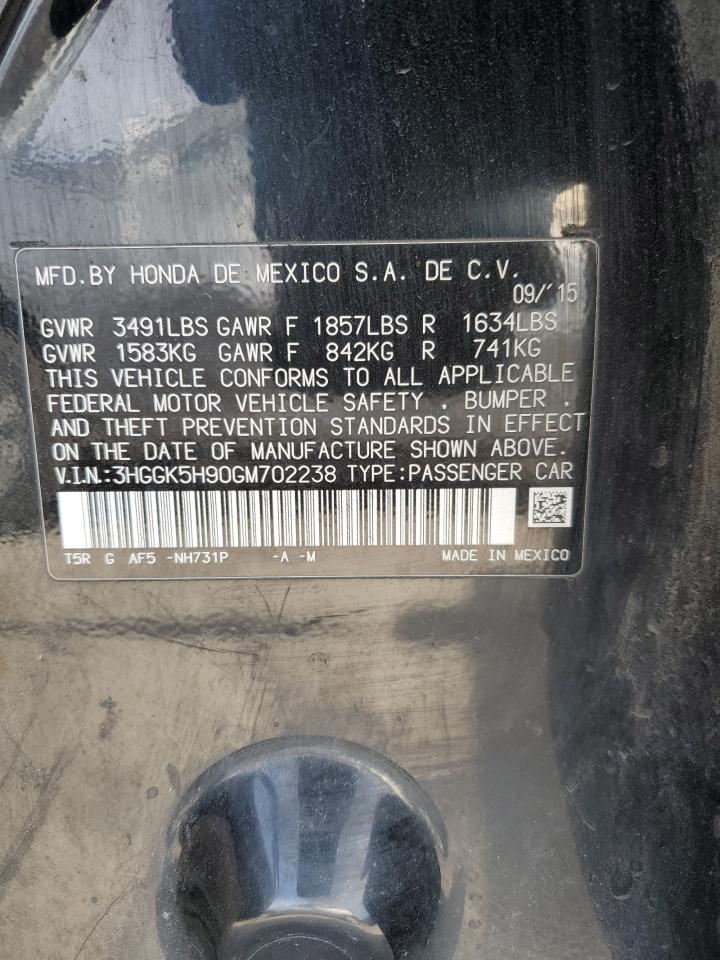 MFD.BY HONDA DE MEXICO S.A. DE C.V.
09/´15
GVWR 3491LBS GAWR F 1857LBS R 1634LBS
GVWR 1583KG GAWR F 842KG R 741KG
THIS VEHICLE CONFORMS TO ALL APPLICABLE
FEDERAL MOTOR VEHICLE SAFETY . BUMPER .
AND THEFT PREVENTION STANDARDS IN EFFECT
ON THE DATE OF MANUFACTURE SHOWN ABOVE.
V.I.N.:3HGGK5H90GM702238 TYPE:PASSENGER CAR
T5R G AF5 -NH731P -A -M MADE IN MEXICO